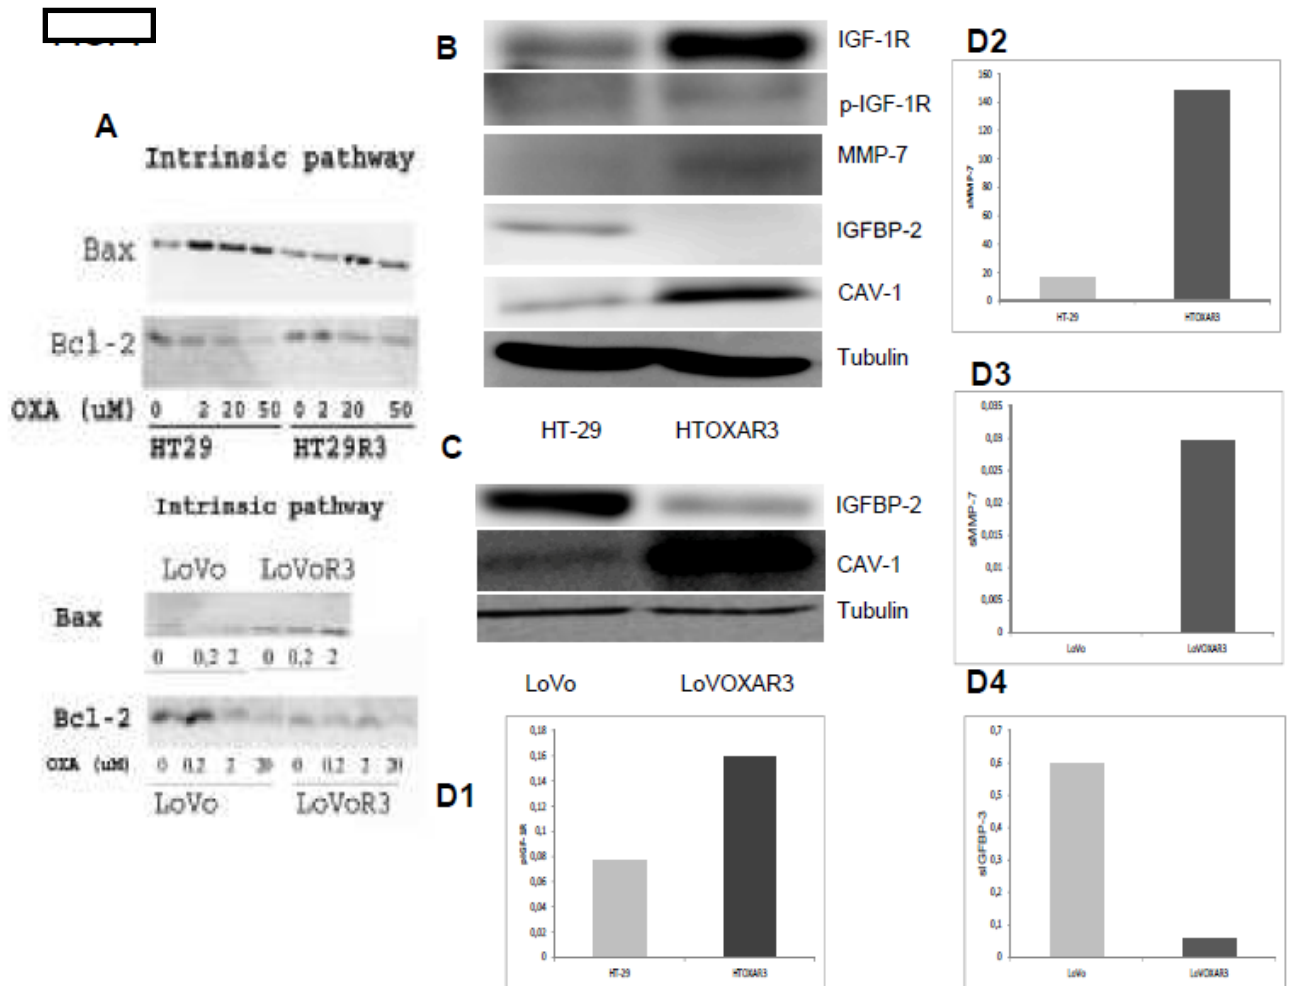 A
Intrinsic pathway
Bax
Bcl-2
OXA (uM) 0 2 20 50 0 2 20 50
HT29 HT29R3
Intrinsic pathway
LoVo LoVoR3
Bax
0 0,2 2 0 0,2 2
Bcl-2
OXA (uM) 0 0,2 2 20 0 0,2 2 20
LoVo LoVoR3
B
IGF-1R
p-IGF-1R
MMP-7
IGFBP-2
CAV-1
Tubulin
HT-29 HTOXAR3
C
IGFBP-2
CAV-1
Tubulin
LoVo LoVOXAR3
D1
pIGF-1R
0,18
0,16
0,14
0,12
0,1
0,08
0,06
0,04
0,02
0
HT-29 HTOXAR3
D2
sMMP-7
160
140
120
100
80
60
40
20
0
HT-29 HTOXAR3
D3
sMMP-7
0,035
0,03
0,025
0,02
0,015
0,01
0,005
0
LoVo LoVOXAR3
D4
sIGFBP-3
0,7
0,6
0,5
0,4
0,3
0,2
0,1
0
LoVo LoVOXAR3